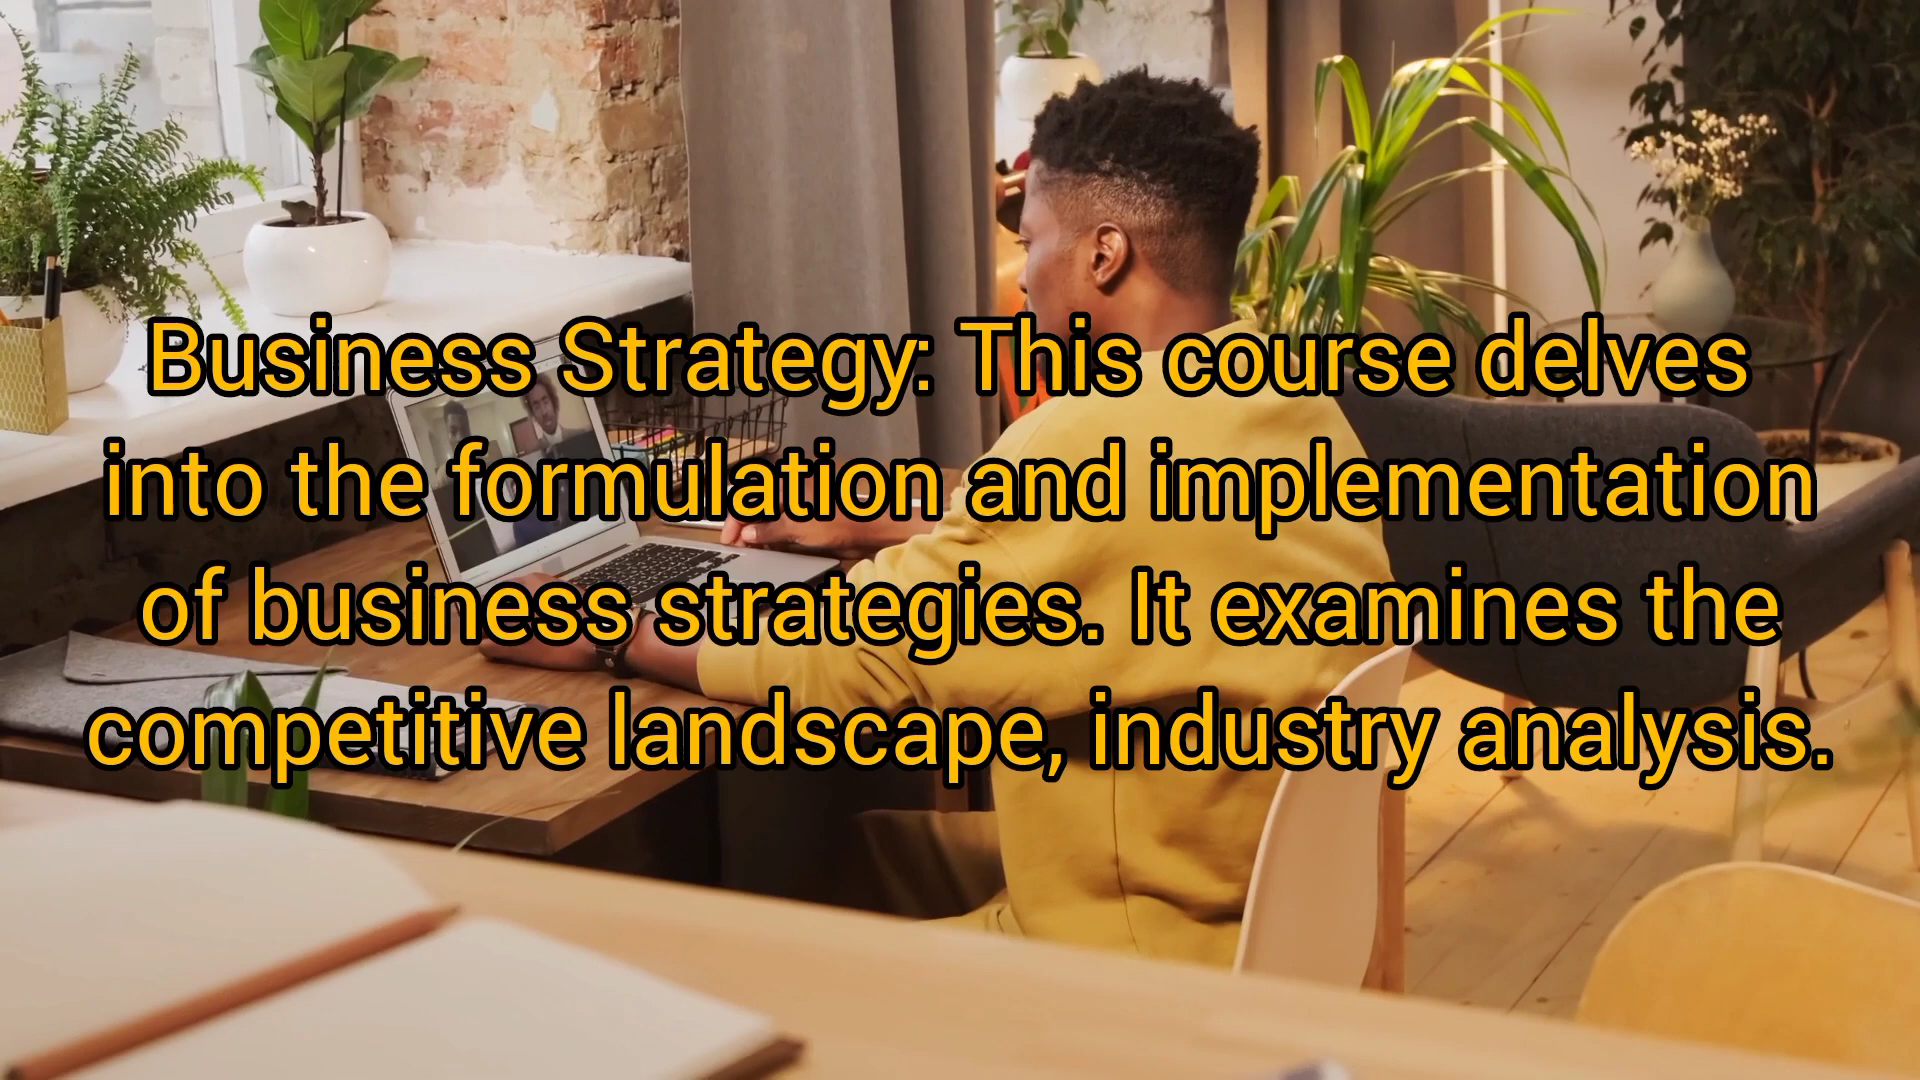 Business Strategy: This course delves
into the formulation and implementation
of business strategies. It examines the
competitive landscape, industry analysis.